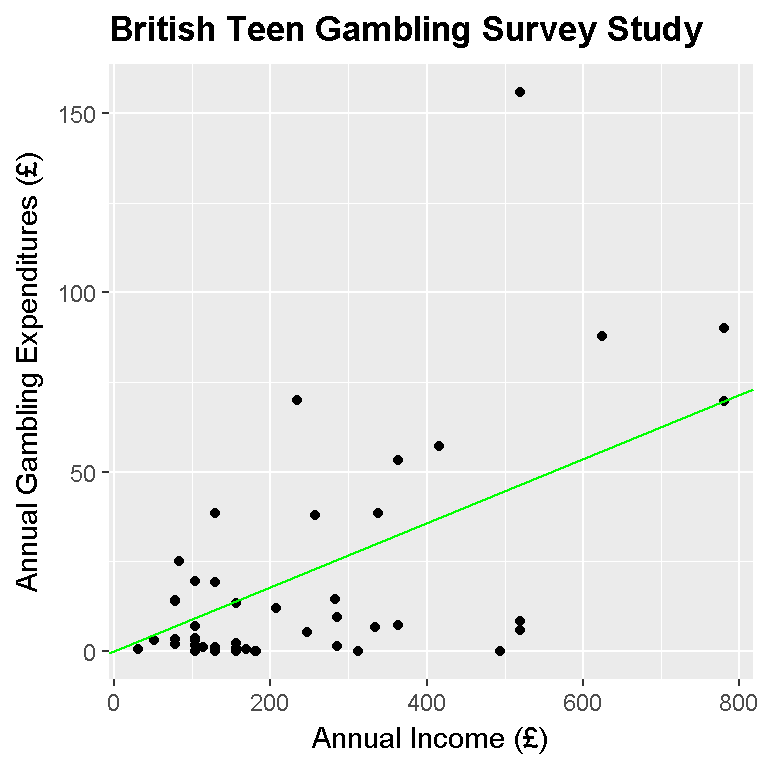 British Teen Gambling Survey Study
Annual Gambling Expenditures (£)
150
100
50
0
0 200 400 600 800
Annual Income (£)